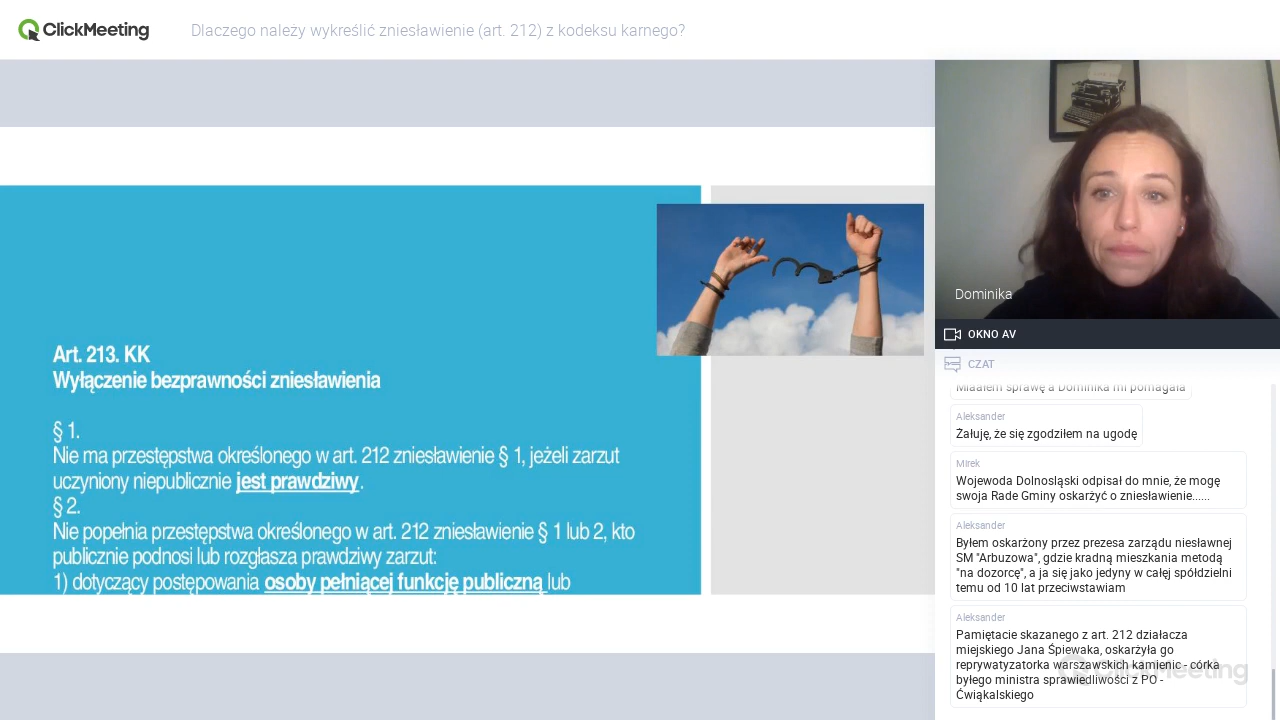 ClickMeeting
Dlaczego należy wykreślić zniesławienie (art. 212) z kodeksu karnego?
Art. 213. KK
Wyłączenie bezprawności zniesławienia
§ 1.
Nie ma przestępstwa określonego w art. 212 zniesławienie § 1, jeżeli zarzut
uczyniony niepublicznie jest prawdziwy.
§ 2.
Nie popełnia przestępstwa określonego w art. 212 zniesławienie § 1 lub 2, kto
publicznie podnosi lub rozgłasza prawdziwy zarzut:
1) dotyczący postępowania osoby pełniącej funkcję publiczną lub
Dominika
OKNO AV
CZAT
Miałem sprawę a Dominika mi pomagała
Aleksander
Żałuję, że się zgodziłem na ugodę
Mirek
Wojewoda Dolnosląski odpisał do mnie, że mogę
swoja Rade Gminy oskarżyć o zniesławienie......
Aleksander
Byłem oskarżony przez prezesa zarządu niesławnej
SM "Arbuzowa", gdzie kradną mieszkania metodą
"na dozorcę", a ja się jako jedyny w całęj spółdzielni
temu od 10 lat przeciwstawiam
Aleksander
Pamiętacie skazanego z art. 212 działacza
miejskiego Jana Śpiewaka, oskarżyła go
reprywatyzatorka warszawskich kamienic - córka
byłego ministra sprawiedliwości z PO -
Ćwiąkalskiego
ClickMeeting